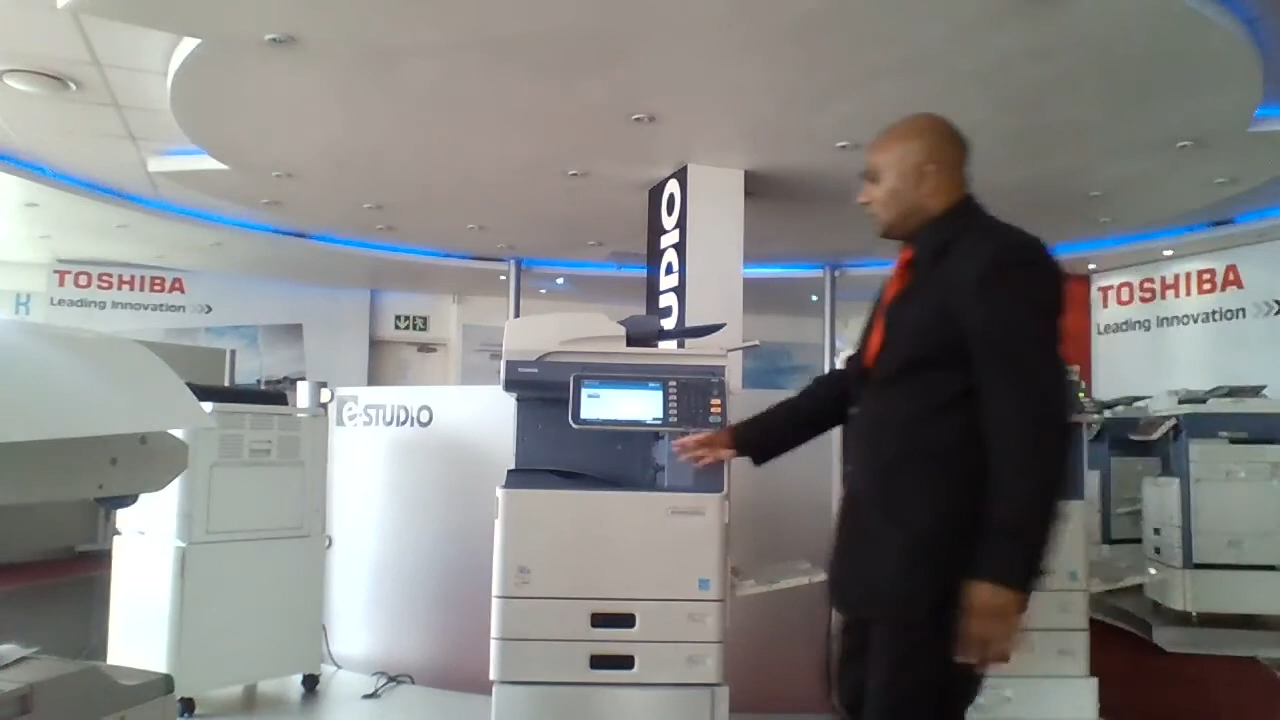 TOSHIBA
Leading Innovation >>>
K
e-STUDIO
UDIO
TOSHIBA
Leading Innovation >>>